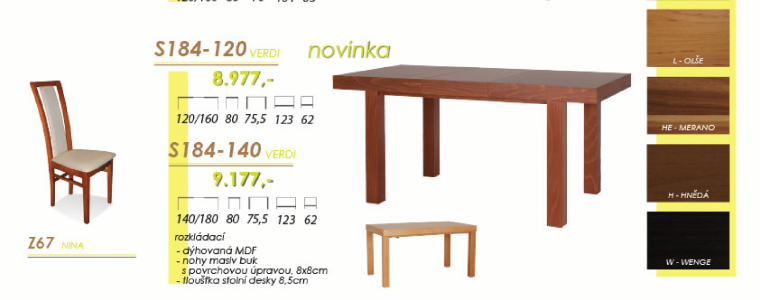 S184-120 VERDI
novinka
8.977,-
120/160 80 75,5 123 62
S184-140 VERDI
9.177,-
140/180 80 75,5 123 62
rozkládací
- dýhovaná MDF
- nohy masiv buk
s povrchovou úpravou, 8x8cm
- tloušťka stolní desky 8,5cm
Z67 NINA
L - OLŠE
HE - MERANO
H - HNĚDÁ
W - WENGE